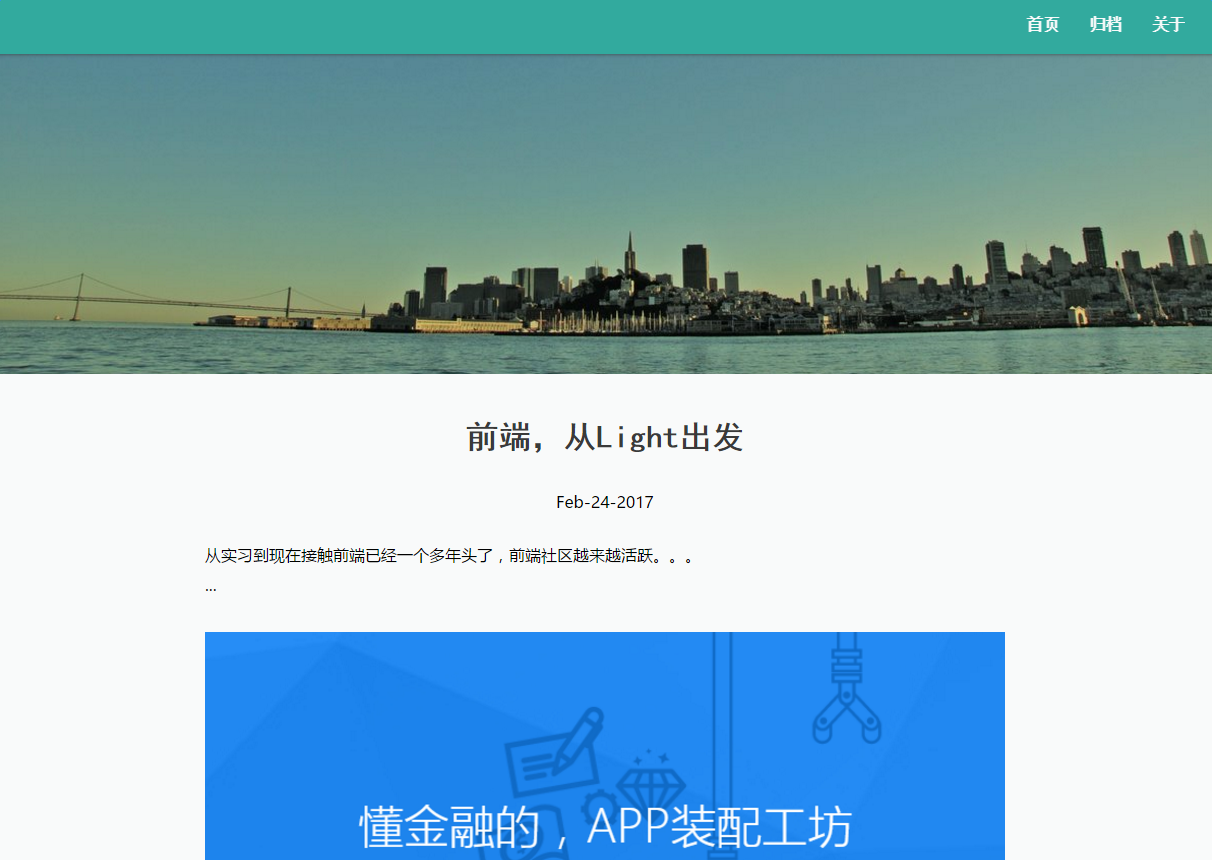 首页 归档 关于
前端，从Light出发
Feb-24-2017
从实习到现在接触前端已经一个多年头了，前端社区越来越活跃。。。
...
懂金融的，APP装配工坊